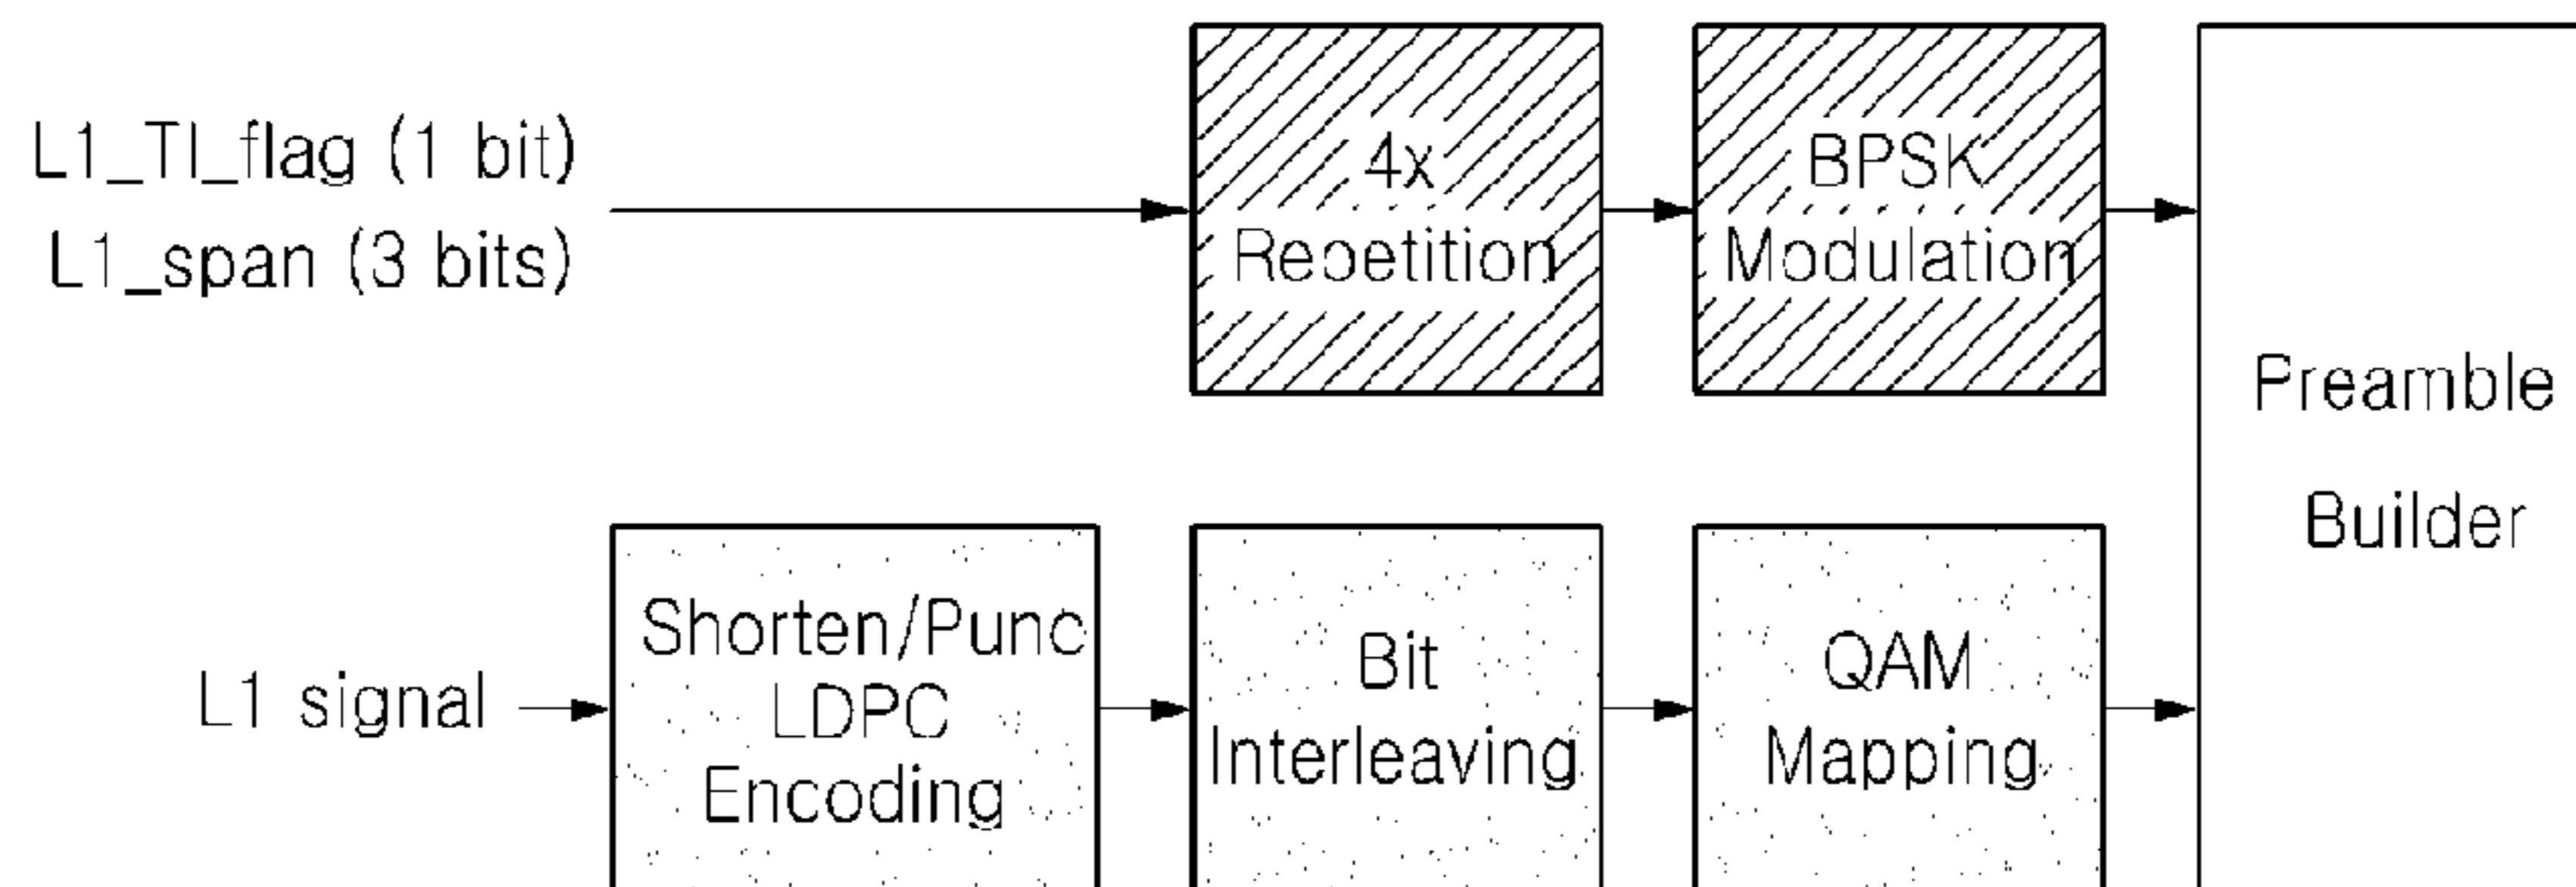 L1_TI_flag (1 bit)
L1_span (3 bits)
4x
Repetition
BPSK
Modulation
Preamble
Builder
L1 signal
Shorten/Punc
LDPC
Encoding
Bit
Interleaving
QAM
Mapping